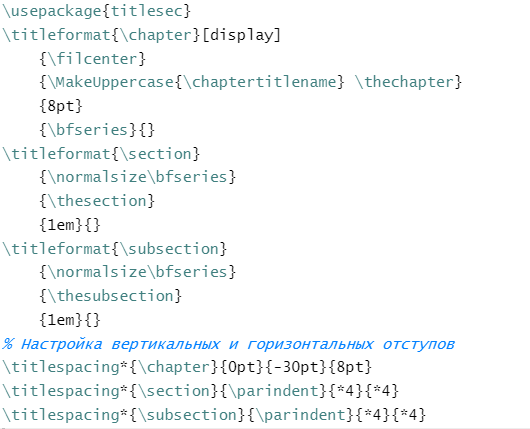 \usepackage{titlesec}
\titleformat{\chapter}[display]
    {\filcenter}
    {\MakeUppercase{\chaptertitlename} \thechapter}
    {8pt}
    {\bfseries}{}
\titleformat{\section}
    {\normalsize\bfseries}
    {\thesection}
    {1em}{}
\titleformat{\subsection}
    {\normalsize\bfseries}
    {\thesubsection}
    {1em}{}
% Настройка вертикальных и горизонтальных отступов
\titlespacing*{\chapter}{0pt}{-30pt}{8pt}
\titlespacing*{\section}{\parindent}{*4}{*4}
\titlespacing*{\subsection}{\parindent}{*4}{*4}